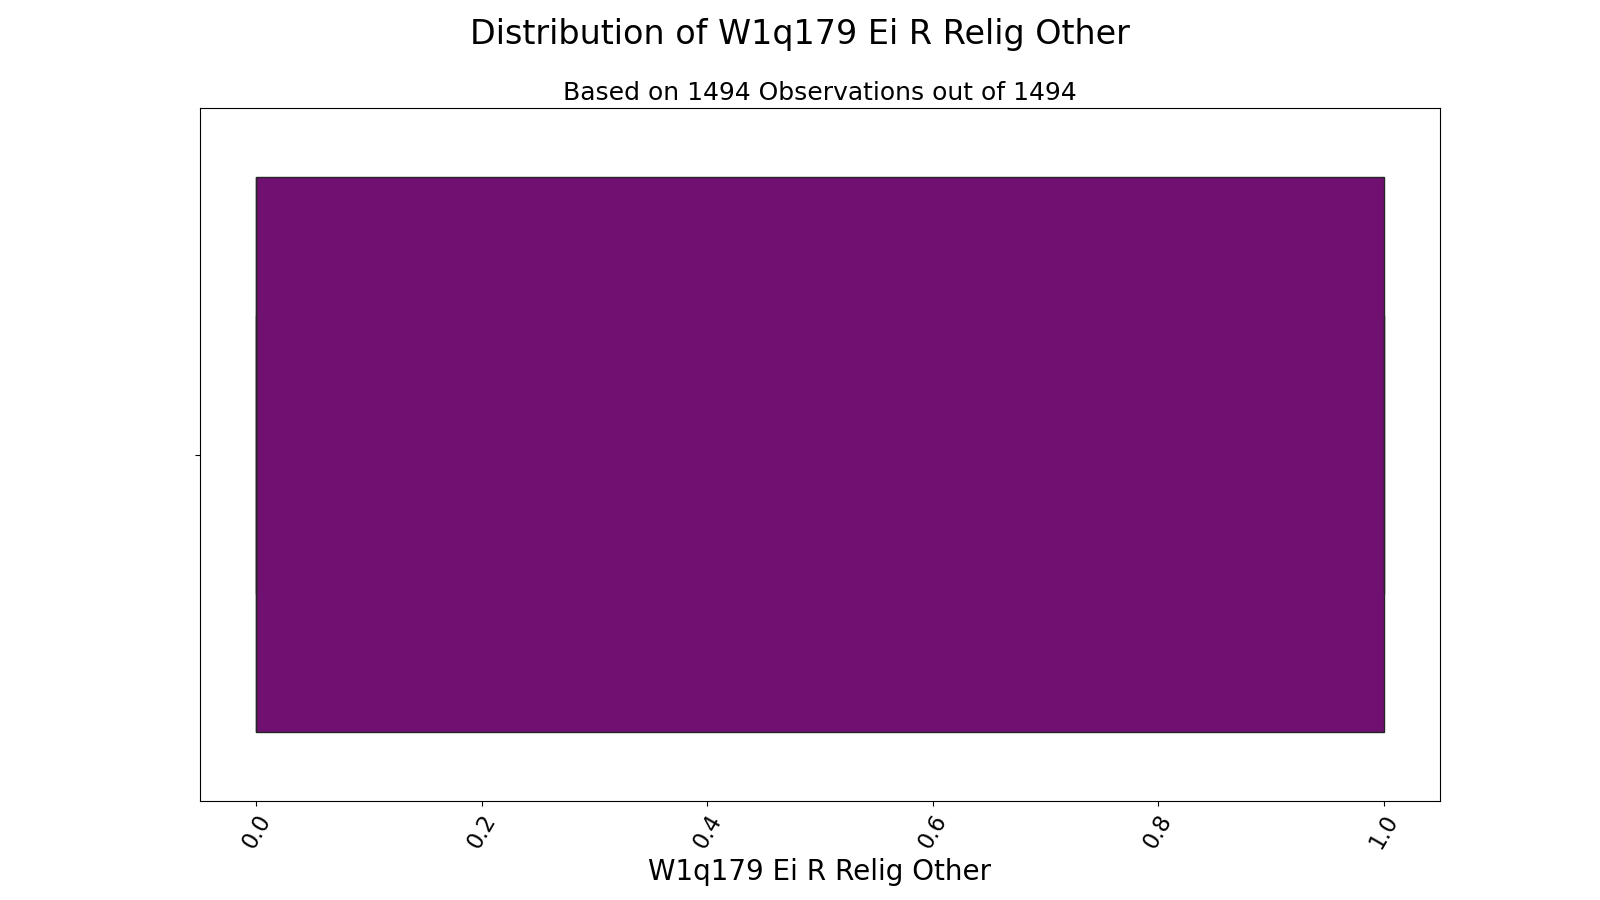 Distribution of W1q179 Ei R Relig Other
Based on 1494 Observations out of 1494
0.0 0.2 0.4 0.6 0.8 1.0
W1q179 Ei R Relig Other